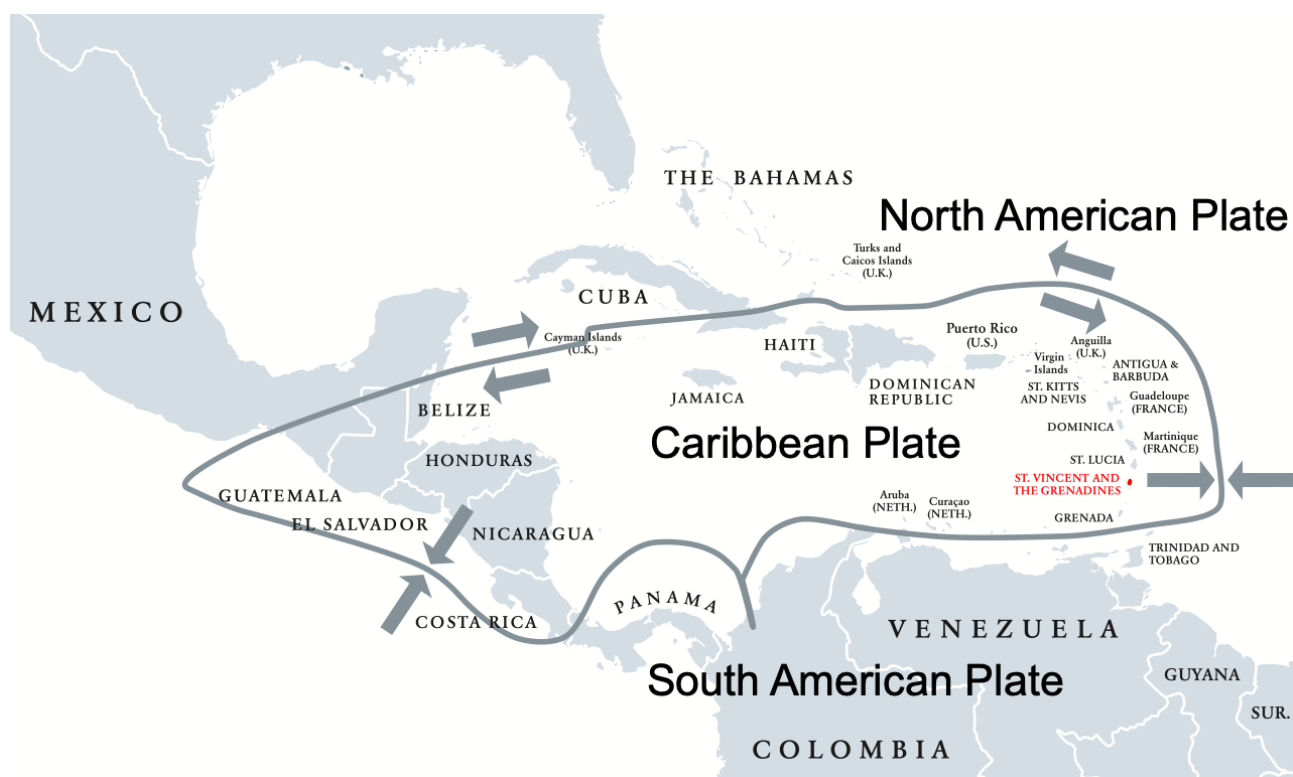 THE BAHAMAS
North American Plate
Turks and
Caicos Islands
(U.K.)
MEXICO
CUBA
Cayman Islands
(U.K.)
HAITI
Puerto Rico
(U.S.)
Anguilla
(U.K.)
Virgin
Islands
ANTIGUA &
BARBUDA
ST. KITTS
AND NEVIS
DOMINICAN
REPUBLIC
JAMAICA
Guadeloupe
(FRANCE)
BELIZE
DOMINICA
Caribbean Plate
Martinique
(FRANCE)
HONDURAS
ST. LUCIA
ST. VINCENT AND
THE GRENADINES
GUATEMALA
Aruba
(NETH.)
Curaçao
(NETH.)
EL SALVADOR
GRENADA
NICARAGUA
TRINIDAD AND
TOBAGO
PANAMA
COSTA RICA
VENEZUELA
South American Plate
GUYANA
SUR.
COLOMBIA